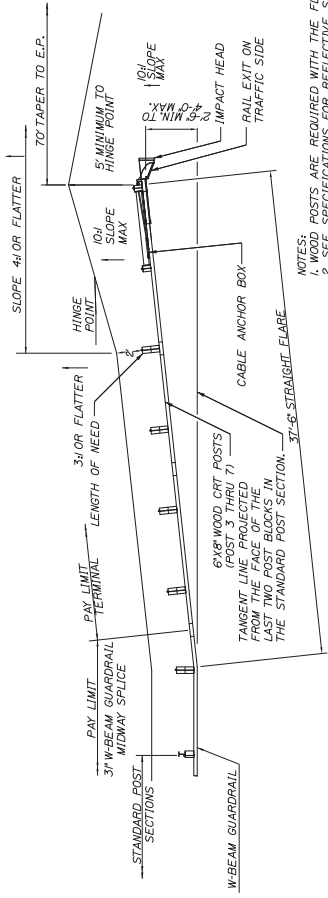 SLOPE 4:1 OR FLATTER
70' TAPER TO E.P.
HINGE
POINT
10:1
SLOPE
MAX
5' MINIMUM TO
HINGE POINT
10:1
SLOPE
MAX
2'-6" MIN. TO
4'-0" MAX.
3:1 OR FLATTER
LENGTH OF NEED
2'
PAY LIMIT
TERMINAL
PAY LIMIT
31" W-BEAM GUARDRAIL
MIDWAY SPLICE
STANDARD POST
SECTIONS
W-BEAM GUARDRAIL
6"X8" WOOD CRT POSTS
(POST 3 THRU 7)
TANGENT LINE PROJECTED
FROM THE FACE OF THE
LAST TWO POST BLOCKS IN
THE STANDARD POST SECTION.
CABLE ANCHOR BOX
37'-6" STRAIGHT FLARE
IMPACT HEAD
RAIL EXIT ON
TRAFFIC SIDE
NOTES:
1. WOOD POSTS ARE REQUIRED WITH THE